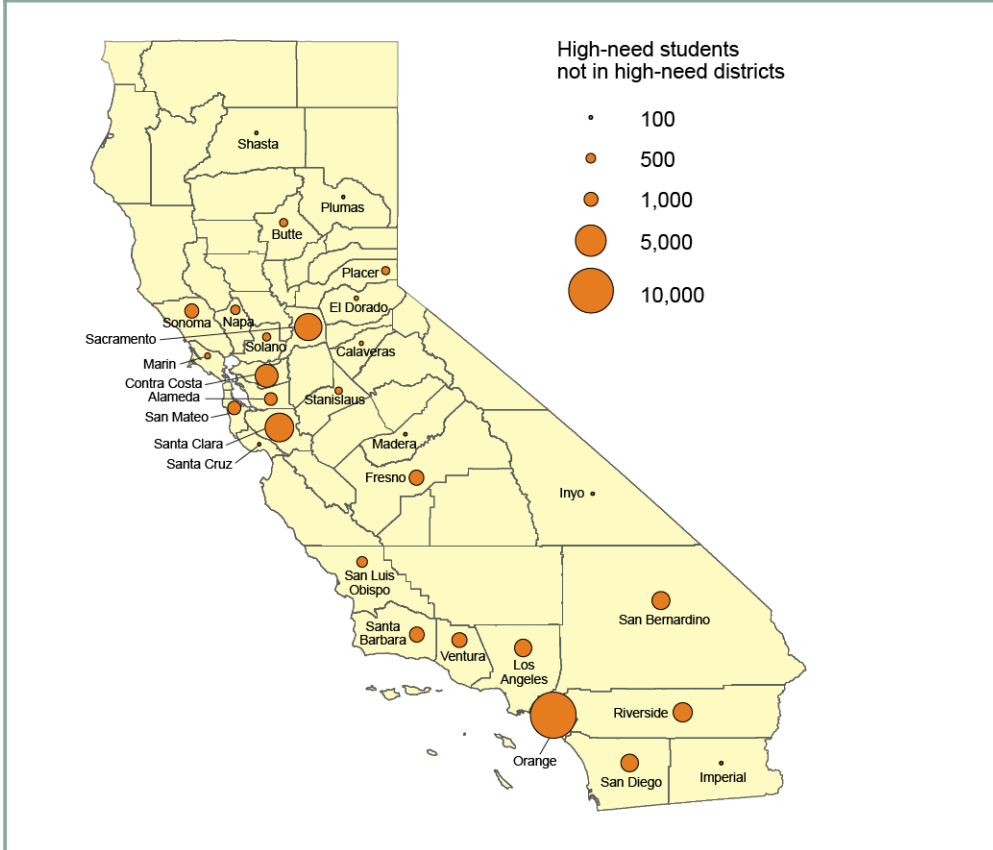 High-need students
not in high-need districts
100
500
1,000
5,000
10,000
Shasta
Plumas
Butte
Placer
El Dorado
Sonoma
Napa
Sacramento
Solano
Calaveras
Marin
Contra Costa
Alameda
Stanislaus
San Mateo
Santa Clara
Madera
Santa Cruz
Fresno
Inyo
San Luis
Obispo
San Bernardino
Santa
Barbara
Ventura
Los
Angeles
Riverside
Orange
San Diego
Imperial